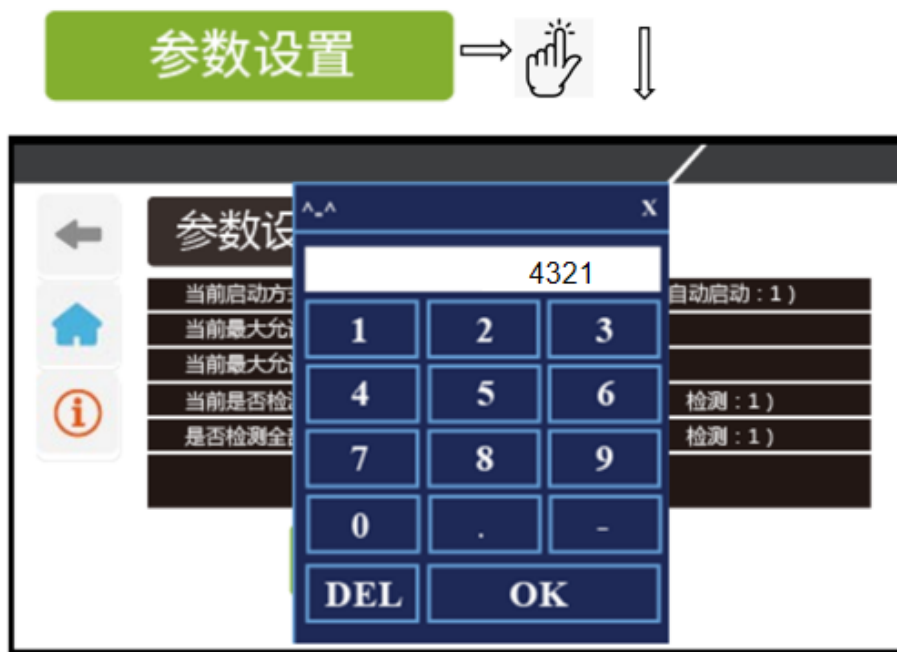 参数设置
^-^ X
参数设
4321
当前启动方 自动启动：1）
当前最大允
当前最大允
当前是否检 检测：1）
是否检测全 检测：1）
1 2 3
4 5 6
7 8 9
0 . -
DEL OK